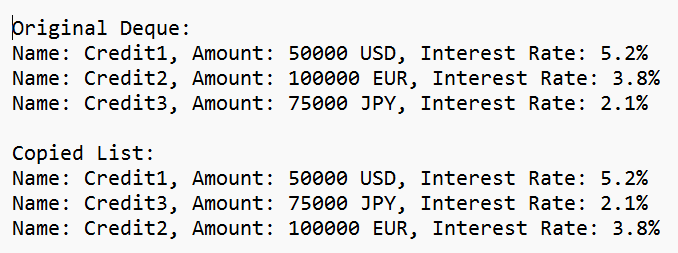 Original Deque:
Name: Credit1, Amount: 50000 USD, Interest Rate: 5.2%
Name: Credit2, Amount: 100000 EUR, Interest Rate: 3.8%
Name: Credit3, Amount: 75000 JPY, Interest Rate: 2.1%

Copied List:
Name: Credit1, Amount: 50000 USD, Interest Rate: 5.2%
Name: Credit3, Amount: 75000 JPY, Interest Rate: 2.1%
Name: Credit2, Amount: 100000 EUR, Interest Rate: 3.8%